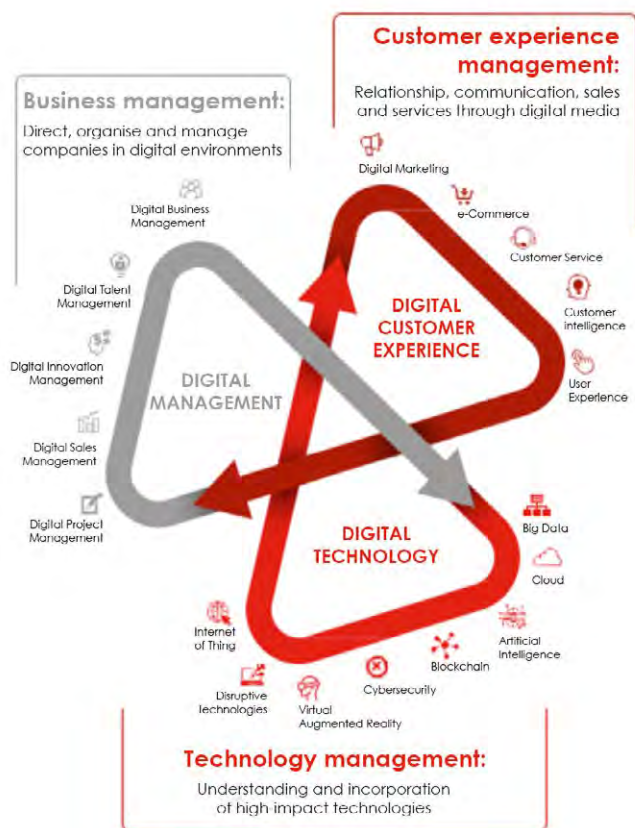 Customer experience
management:
Relationship, communication, sales
and services through digital media
Business management:
Direct, organise and manage
companies in digital environments
Digital Marketing
e-Commerce
Customer Service
Customer
Intelligence
User
Experience
DIGITAL
CUSTOMER
EXPERIENCE
Digital Business
Management
Digital Talent
Management
Digital Innovation
Management
Digital Sales
Management
Digital Project
Management
DIGITAL
MANAGEMENT
DIGITAL
TECHNOLOGY
Big Data
Cloud
Artificial
Intelligence
Blockchain
Cybersecurity
Virtual
Augmented Reality
Disruptive
Technologies
Internet
of Thing
Technology management:
Understanding and incorporation
of high-impact technologies